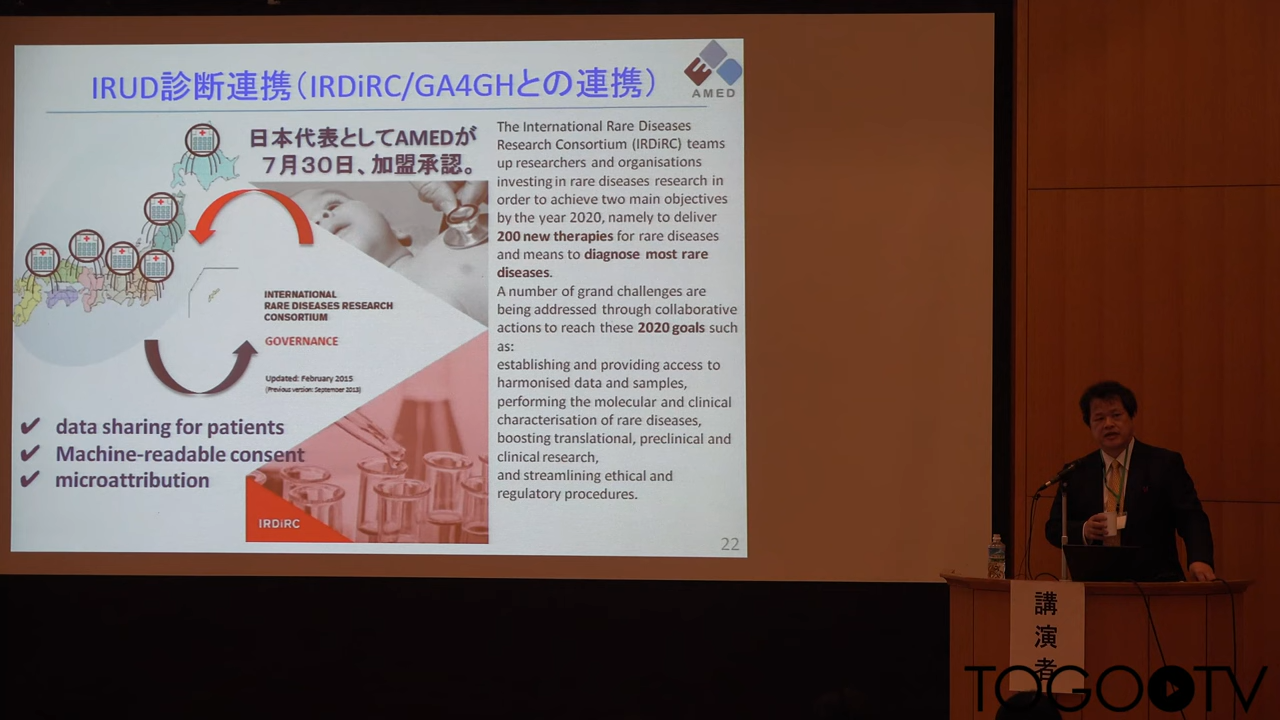 IRUD診断連携（IRDiRC/GA4GHとの連携）
AMED
日本代表としてAMEDが
７月３０日、加盟承認。
INTERNATIONAL
RARE DISEASES RESEARCH
CONSORTIUM
GOVERNANCE
Updated: February 2015
(Previous version: September 2013)
✔ data sharing for patients
✔ Machine-readable consent
✔ microattribution
IRDiRC
The International Rare Diseases
Research Consortium (IRDiRC) teams
up researchers and organisations
investing in rare diseases research in
order to achieve two main objectives
by the year 2020, namely to deliver
200 new therapies for rare diseases
and means to diagnose most rare
diseases.
A number of grand challenges are
being addressed through collaborative
actions to reach these 2020 goals such
as:
establishing and providing access to
harmonised data and samples,
performing the molecular and clinical
characterisation of rare diseases,
boosting translational, preclinical and
clinical research,
and streamlining ethical and
regulatory procedures.
22
講
演
者
TOGOTV